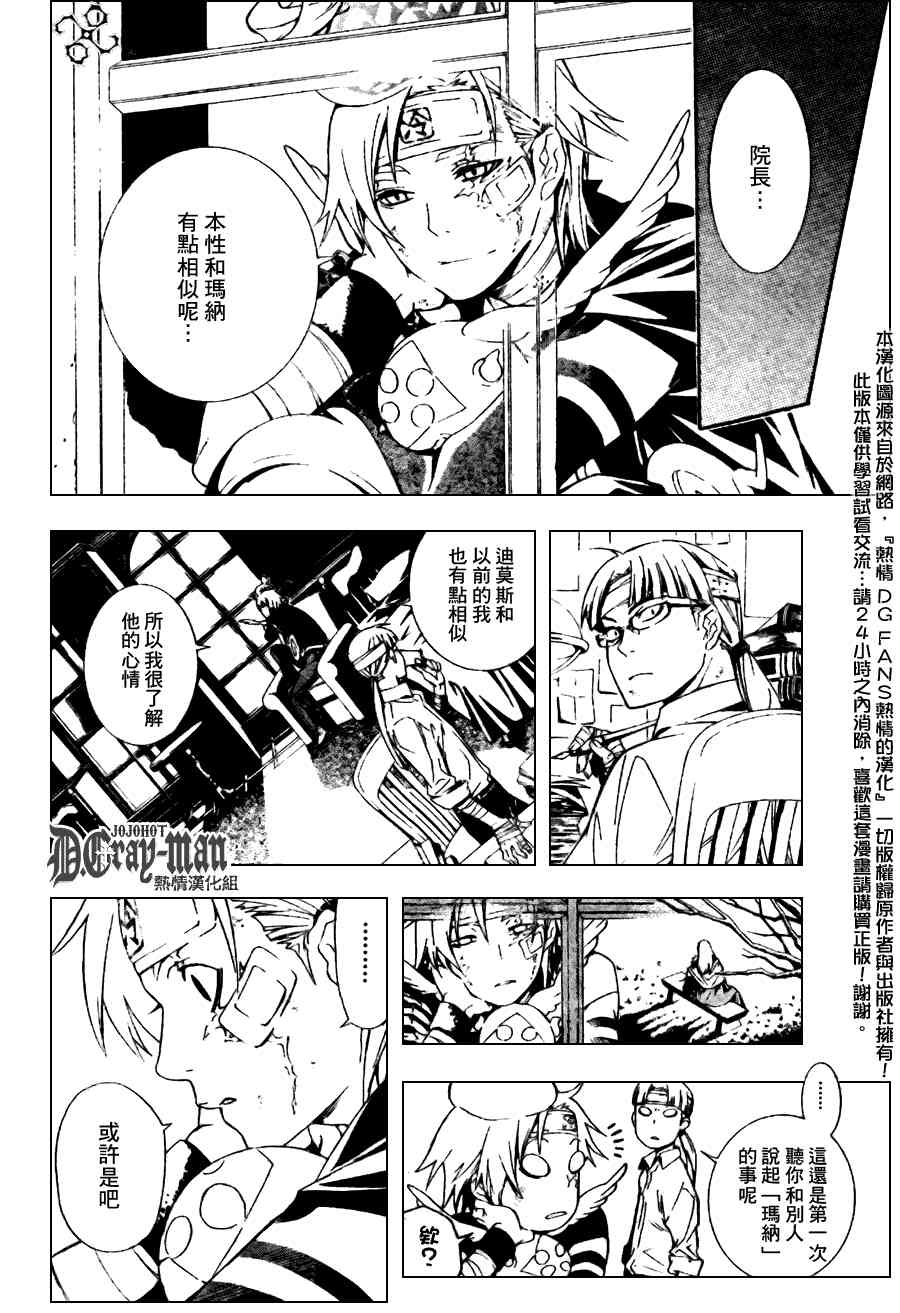 院長…
本性和瑪納
有點相似呢…
迪莫斯和
以前的我
也有點相似
所以我很了解
他的心情
JOJOHOT
D.Gray-man
熱情漢化組
……
這還是第一次
聽你和別人
說起「瑪納」
的事呢
欸?
………
或許是吧
本漢化圖源來自於網路，『熱情DG FANS熱情的漢化』一切版權歸原作者與出版社擁有！
此版本僅供學習試看交流…請24小時之內消除，喜歡這套漫畫請購買正版！謝謝。